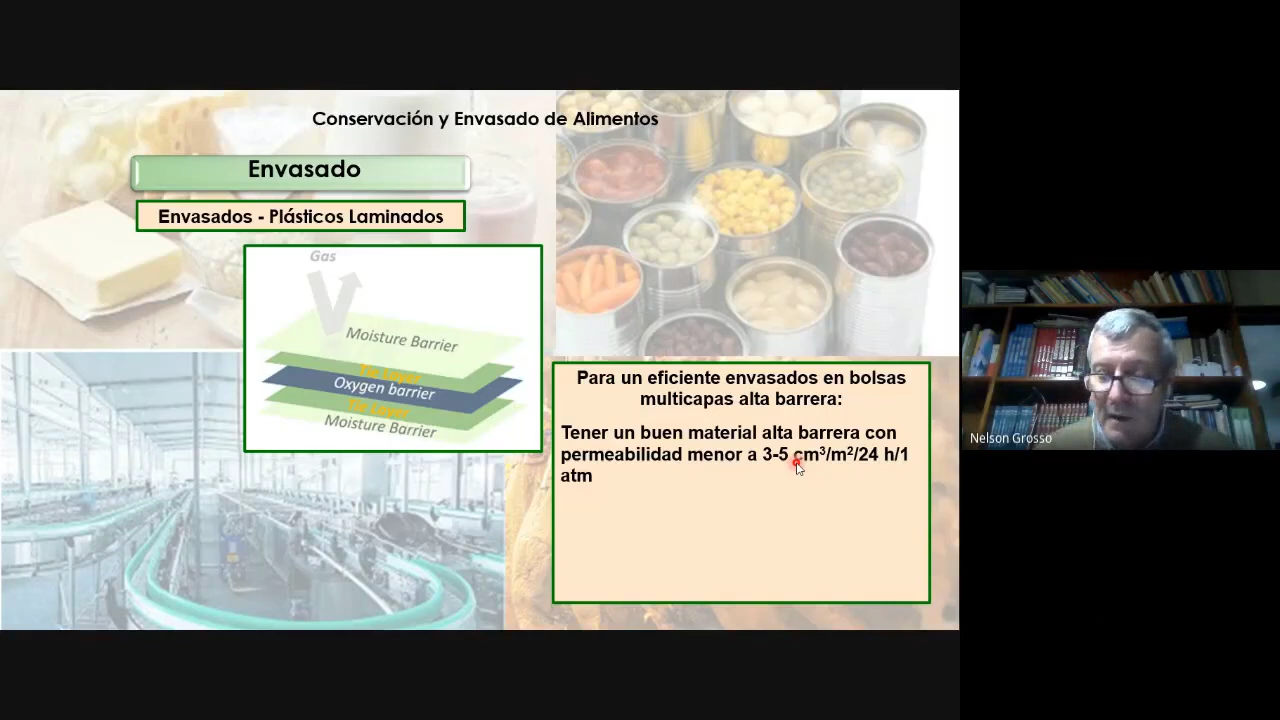 Conservación y Envasado de Alimentos
Envasado
Envasados - Plásticos Laminados
Gas
Moisture Barrier
Tie Layer
Oxygen barrier
Tie Layer
Moisture Barrier
Para un eficiente envasados en bolsas
multicapas alta barrera:
Tener un buen material alta barrera con
permeabilidad menor a 3-5 cm³/m²/24 h/1
atm
Nelson Grosso